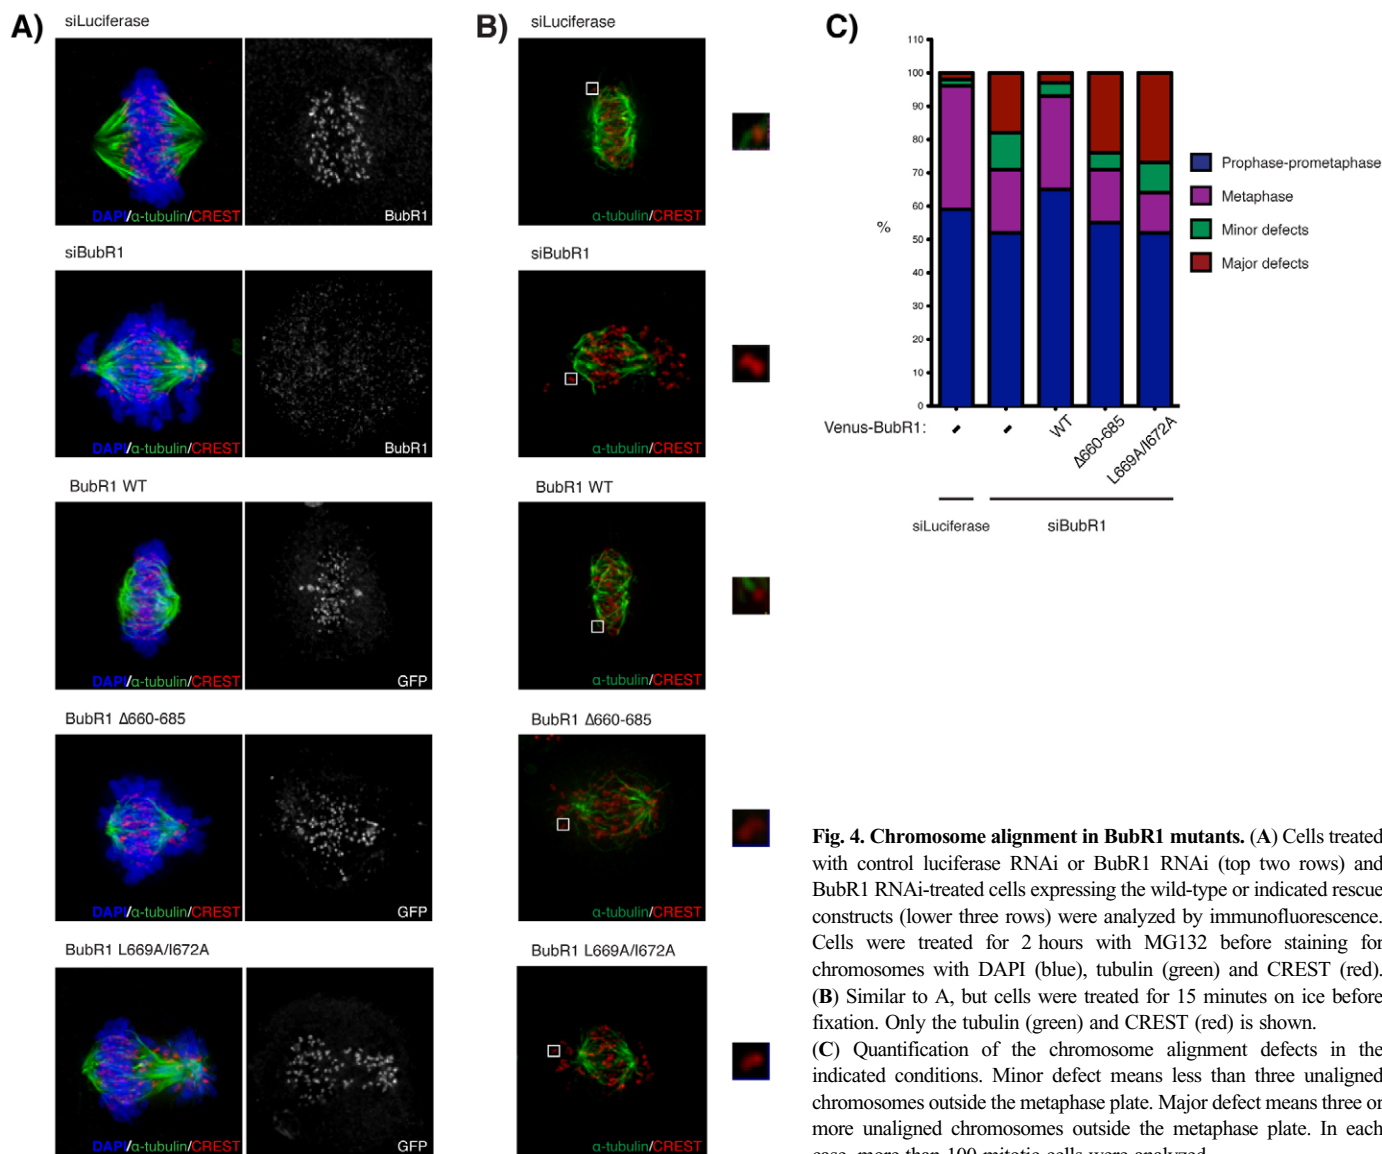 A)
siLuciferase
DAPI/α-tubulin/CREST
BubR1
siBubR1
DAPI/α-tubulin/CREST
BubR1
BubR1 WT
DAPI/α-tubulin/CREST
GFP
BubR1 Δ660-685
DAPI/α-tubulin/CREST
GFP
BubR1 L669A/I672A
DAPI/α-tubulin/CREST
GFP
B)
siLuciferase
α-tubulin/CREST
siBubR1
α-tubulin/CREST
BubR1 WT
α-tubulin/CREST
BubR1 Δ660-685
α-tubulin/CREST
BubR1 L669A/I672A
α-tubulin/CREST
C)
110
100
90
80
70
60
50
40
30
20
10
0
%
Prophase-prometaphase
Metaphase
Minor defects
Major defects
Venus-BubR1:
-
-
WT
Δ660-685
L669A/I672A
siLuciferase
siBubR1
Fig. 4. Chromosome alignment in BubR1 mutants. (A) Cells treated
with control luciferase RNAi or BubR1 RNAi (top two rows) and
BubR1 RNAi-treated cells expressing the wild-type or indicated rescue
constructs (lower three rows) were analyzed by immunofluorescence.
Cells were treated for 2 hours with MG132 before staining for
chromosomes with DAPI (blue), tubulin (green) and CREST (red).
(B) Similar to A, but cells were treated for 15 minutes on ice before
fixation. Only the tubulin (green) and CREST (red) is shown.
(C) Quantification of the chromosome alignment defects in the
indicated conditions. Minor defect means less than three unaligned
chromosomes outside the metaphase plate. Major defect means three or
more unaligned chromosomes outside the metaphase plate. In each
case, more than 100 mitotic cells were analyzed.